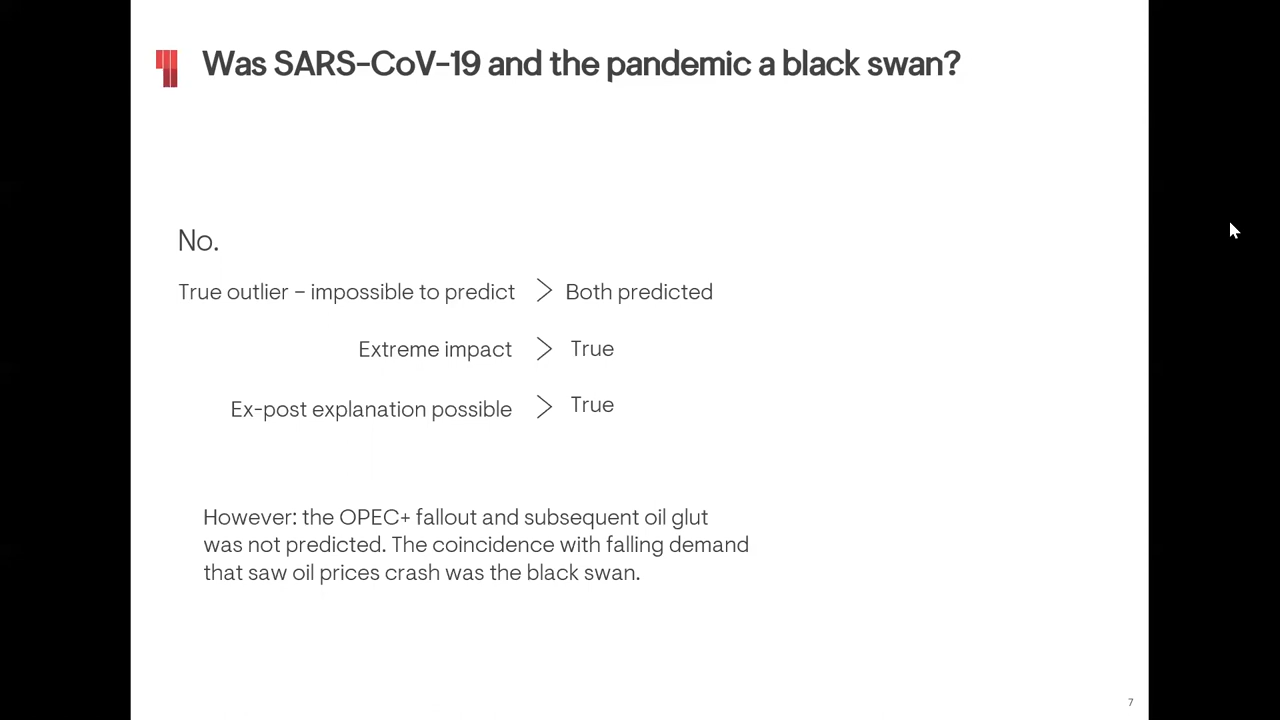 Was SARS-CoV-19 and the pandemic a black swan?
No.
True outlier – impossible to predict > Both predicted
Extreme impact > True
Ex-post explanation possible > True
However: the OPEC+ fallout and subsequent oil glut
was not predicted. The coincidence with falling demand
that saw oil prices crash was the black swan.
7